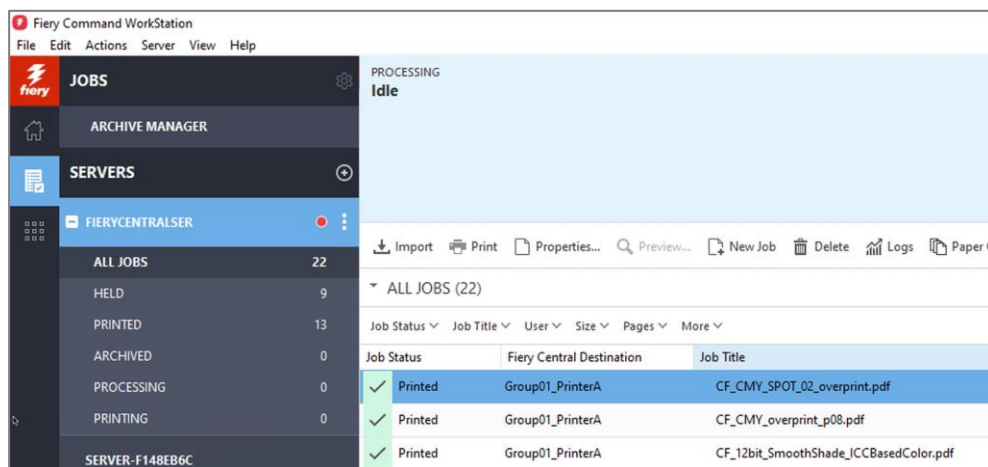 Fiery Command WorkStation
File Edit Actions Server View Help
fiery
JOBS
ARCHIVE MANAGER
SERVERS
FIERYCENTRALSER
ALL JOBS 22
HELD 9
PRINTED 13
ARCHIVED 0
PROCESSING 0
PRINTING 0
SERVER-F148EB6C
PROCESSING
Idle
Import Print Properties... Preview... New Job Delete Logs Paper
ALL JOBS (22)
Job Status Job Title User Size Pages More
Job Status Fiery Central Destination Job Title
Printed Group01_PrinterA CF_CMY_SPOT_02_overprint.pdf
Printed Group01_PrinterA CF_CMY_overprint_p08.pdf
Printed Group01_PrinterA CF_12bit_SmoothShade_ICCBasedColor.pdf